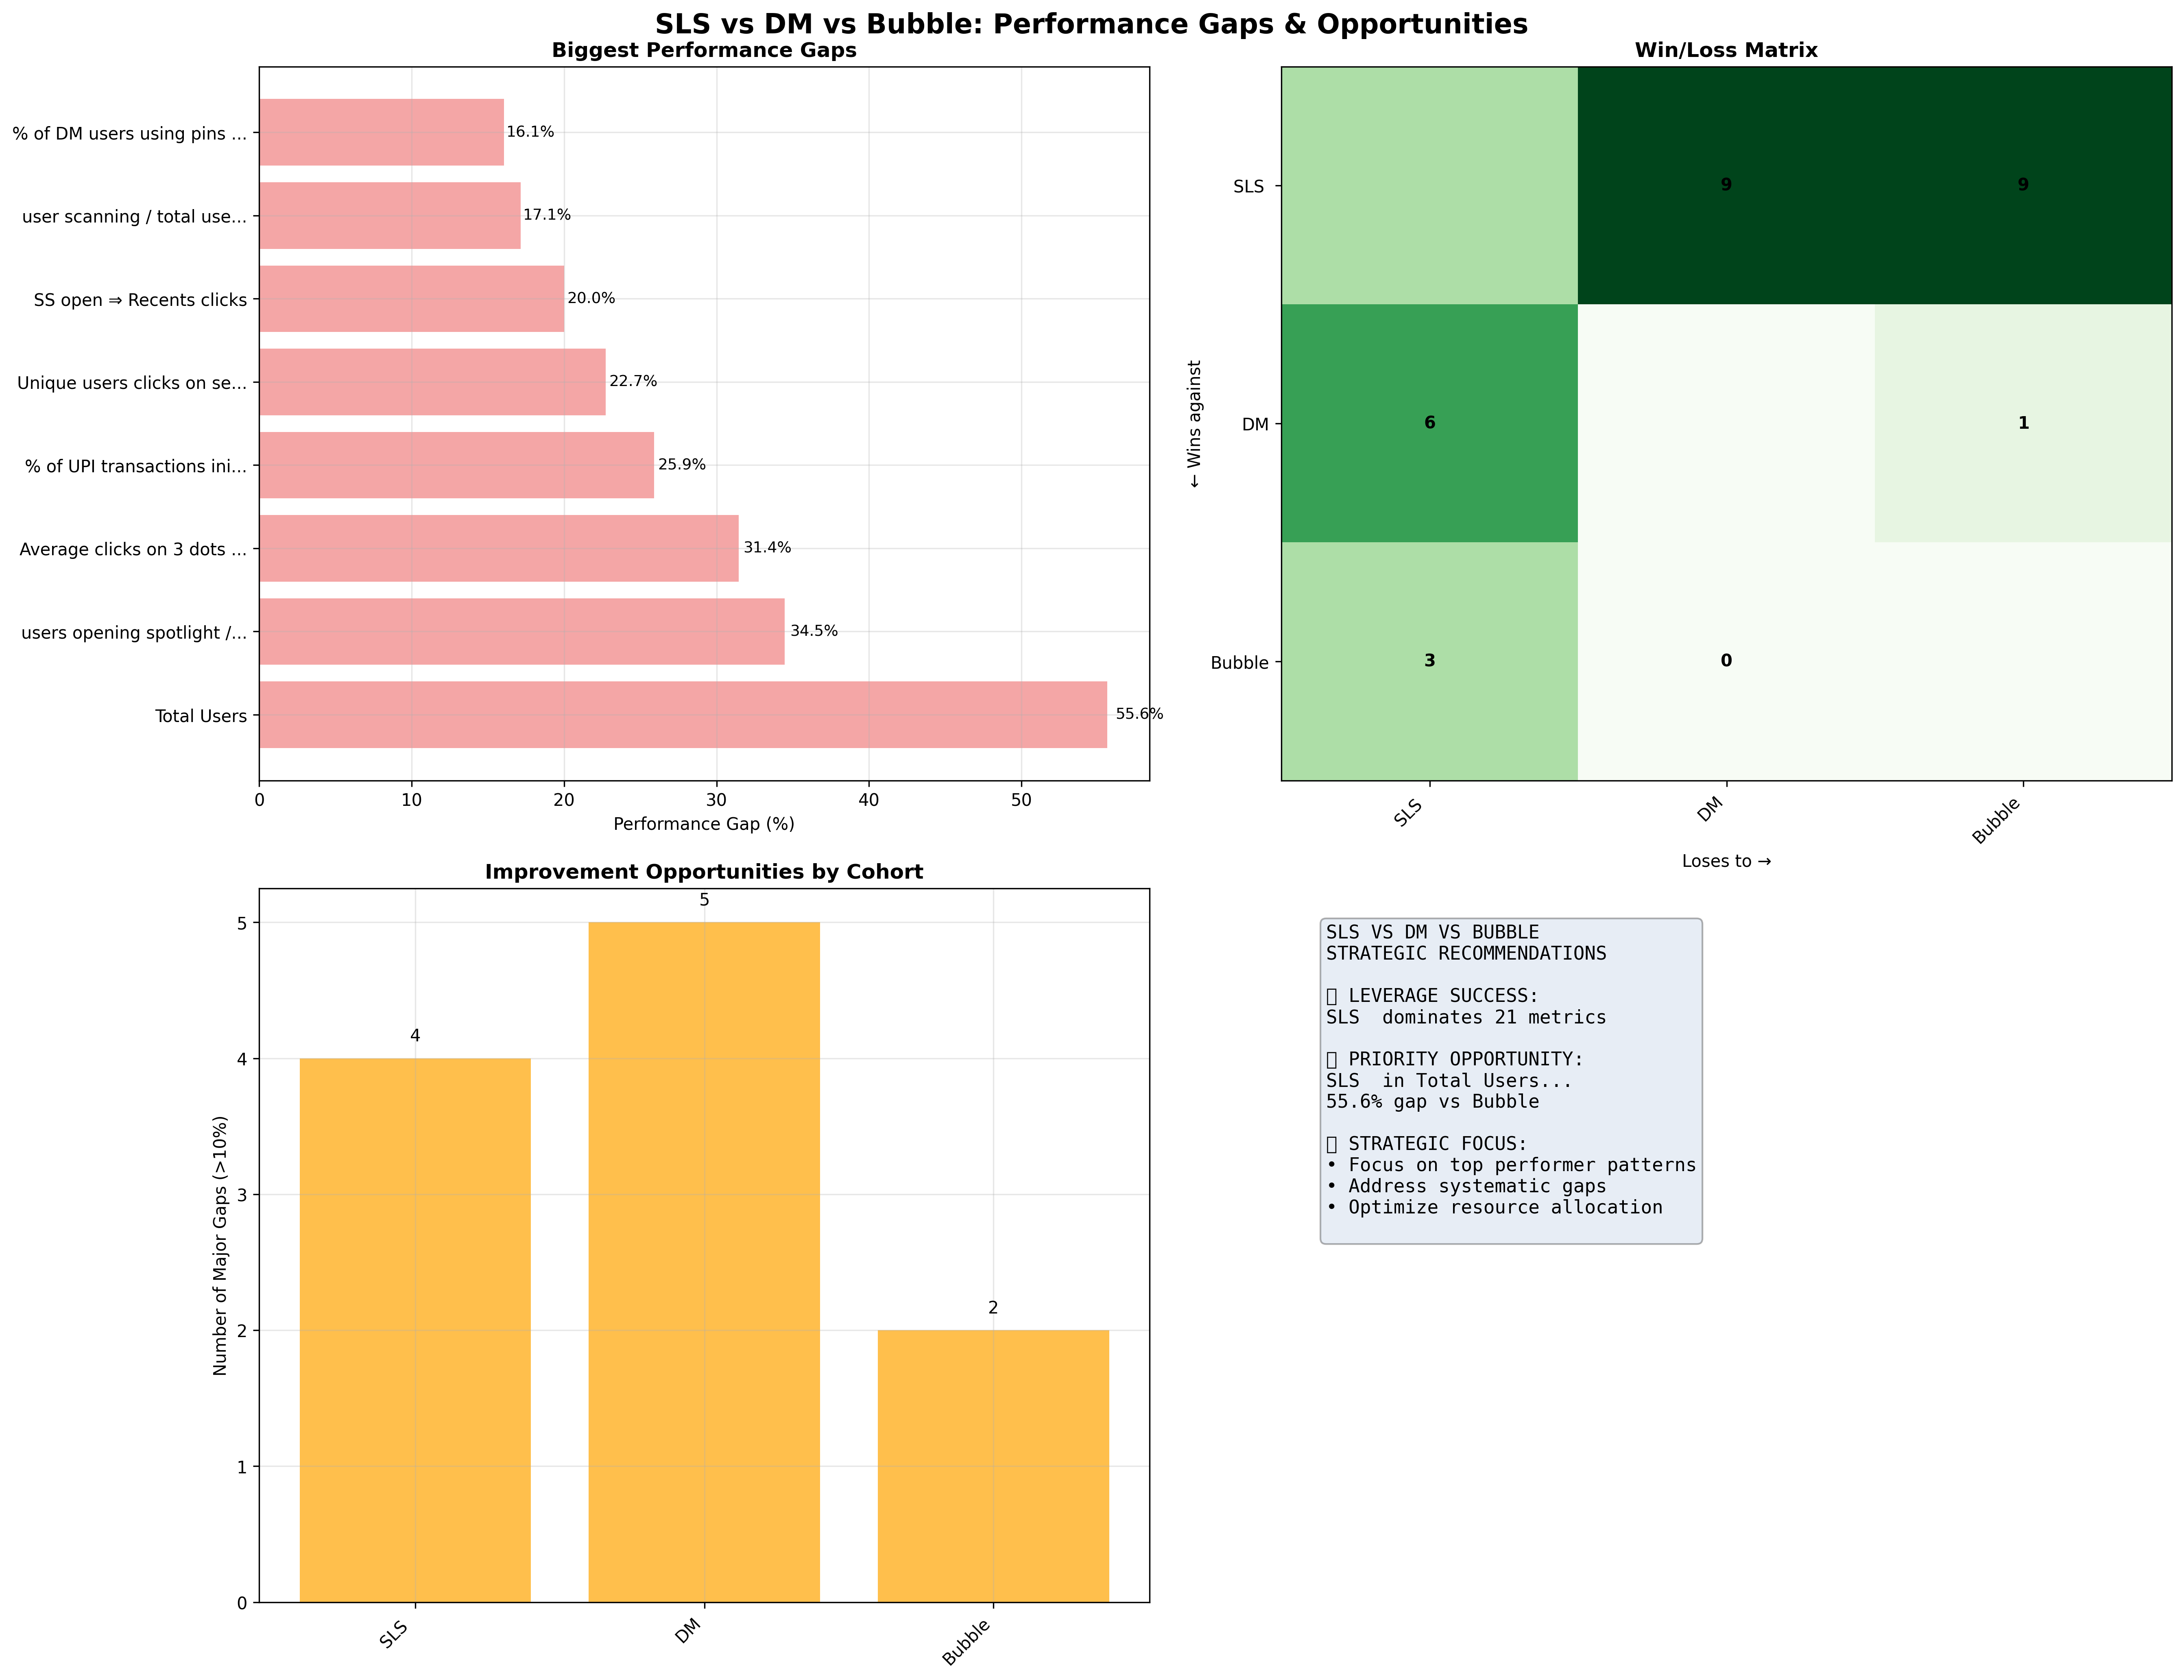 SLS vs DM vs Bubble: Performance Gaps & Opportunities
Biggest Performance Gaps
% of DM users using pins ...
16.1%
user scanning / total use...
17.1%
SS open ⇒ Recents clicks
20.0%
Unique users clicks on se...
22.7%
% of UPI transactions ini...
25.9%
Average clicks on 3 dots ...
31.4%
users opening spotlight /...
34.5%
Total Users
55.6%
0 10 20 30 40 50
Performance Gap (%)
Win/Loss Matrix
← Wins against
SLS 9 9
DM 6 1
Bubble 3 0
SLS DM Bubble
Loses to →
Improvement Opportunities by Cohort
Number of Major Gaps (>10%)
5
4
3
2
1
0
4
5
2
SLS DM Bubble
SLS VS DM VS BUBBLE
STRATEGIC RECOMMENDATIONS
LEVERAGE SUCCESS:
SLS  dominates 21 metrics
PRIORITY OPPORTUNITY:
SLS  in Total Users...
55.6% gap vs Bubble
STRATEGIC FOCUS:
• Focus on top performer patterns
• Address systematic gaps
• Optimize resource allocation